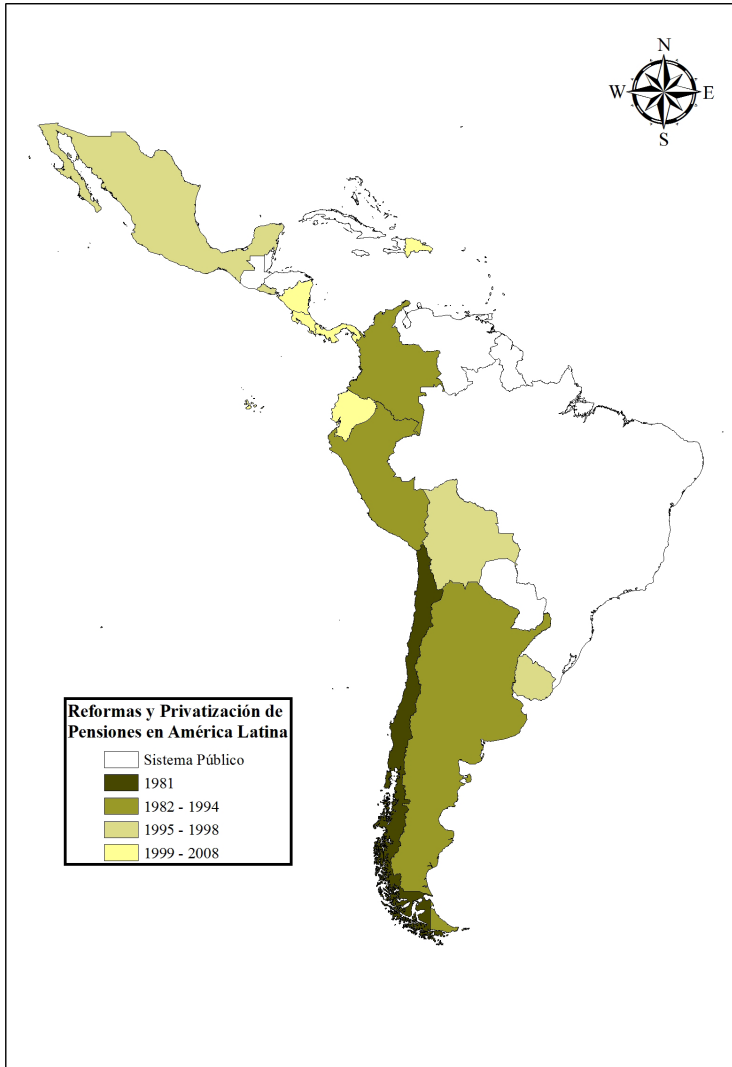 N
W E
S
Reformas y Privatización de
Pensiones en América Latina
Sistema Público
1981
1982 - 1994
1995 - 1998
1999 - 2008